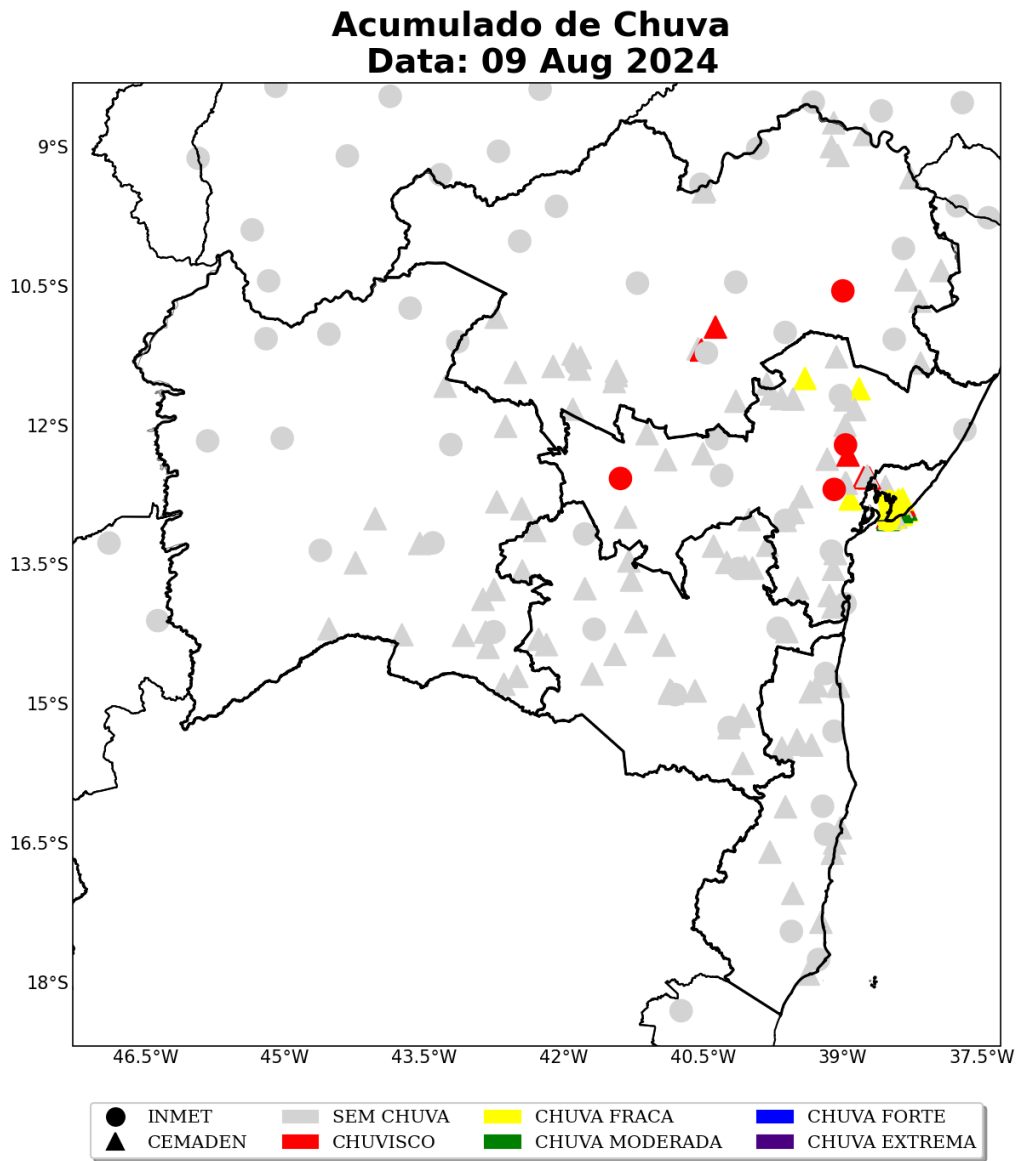 Acumulado de Chuva
Data: 09 Aug 2024
9°S
10.5°S
12°S
13.5°S
15°S
16.5°S
18°S
46.5°W 45°W 43.5°W 42°W 40.5°W 39°W 37.5°W
INMET SEM CHUVA CHUVA FRACA CHUVA FORTE
CEMADEN CHUVISCO CHUVA MODERADA CHUVA EXTREMA